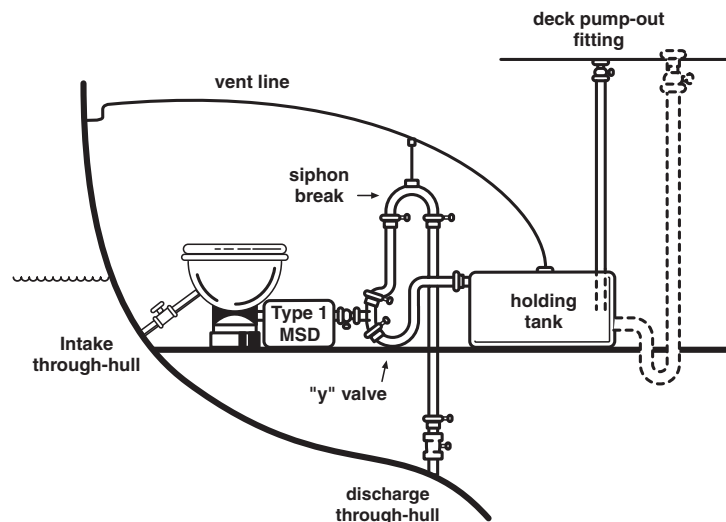 deck pump-out
fitting
vent line
siphon
break
Type 1
MSD
holding
tank
Intake
through-hull
"y" valve
discharge
through-hull